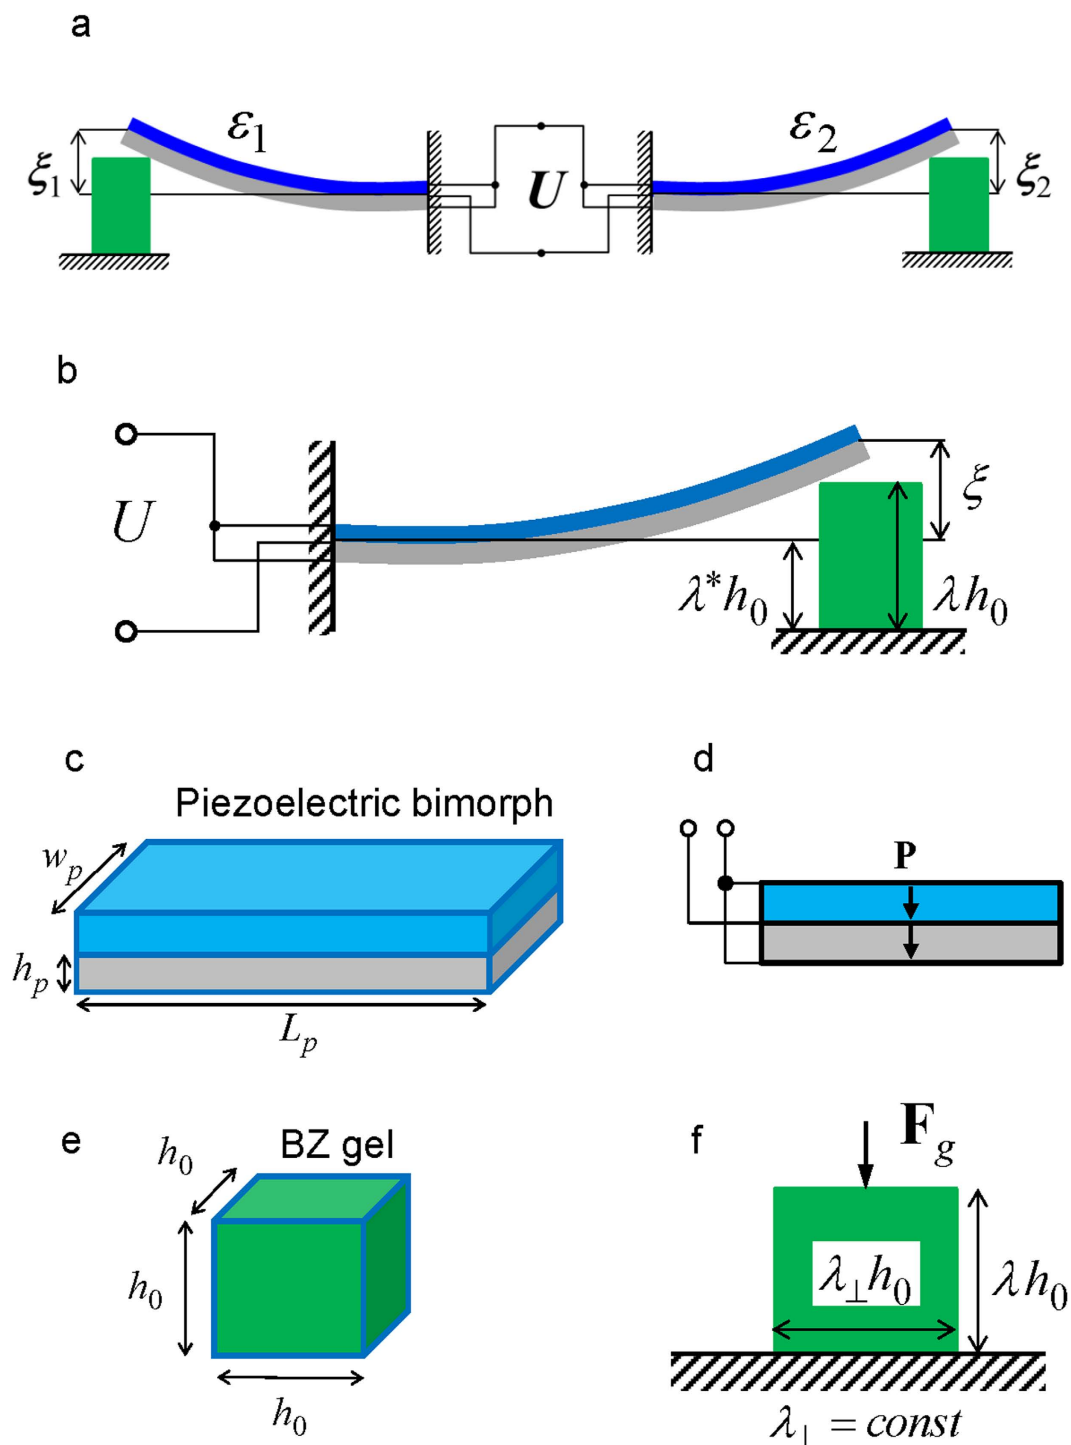 a
ε₁
ε₂
ξ₁
U
ξ₂
b
U
ξ
λ*h₀
λh₀
c
d
Piezoelectric bimorph
wₚ
P
hₚ
Lₚ
e
BZ gel
f
h₀
F_g
h₀
λ⊥h₀
λh₀
h₀
λ⊥ = const